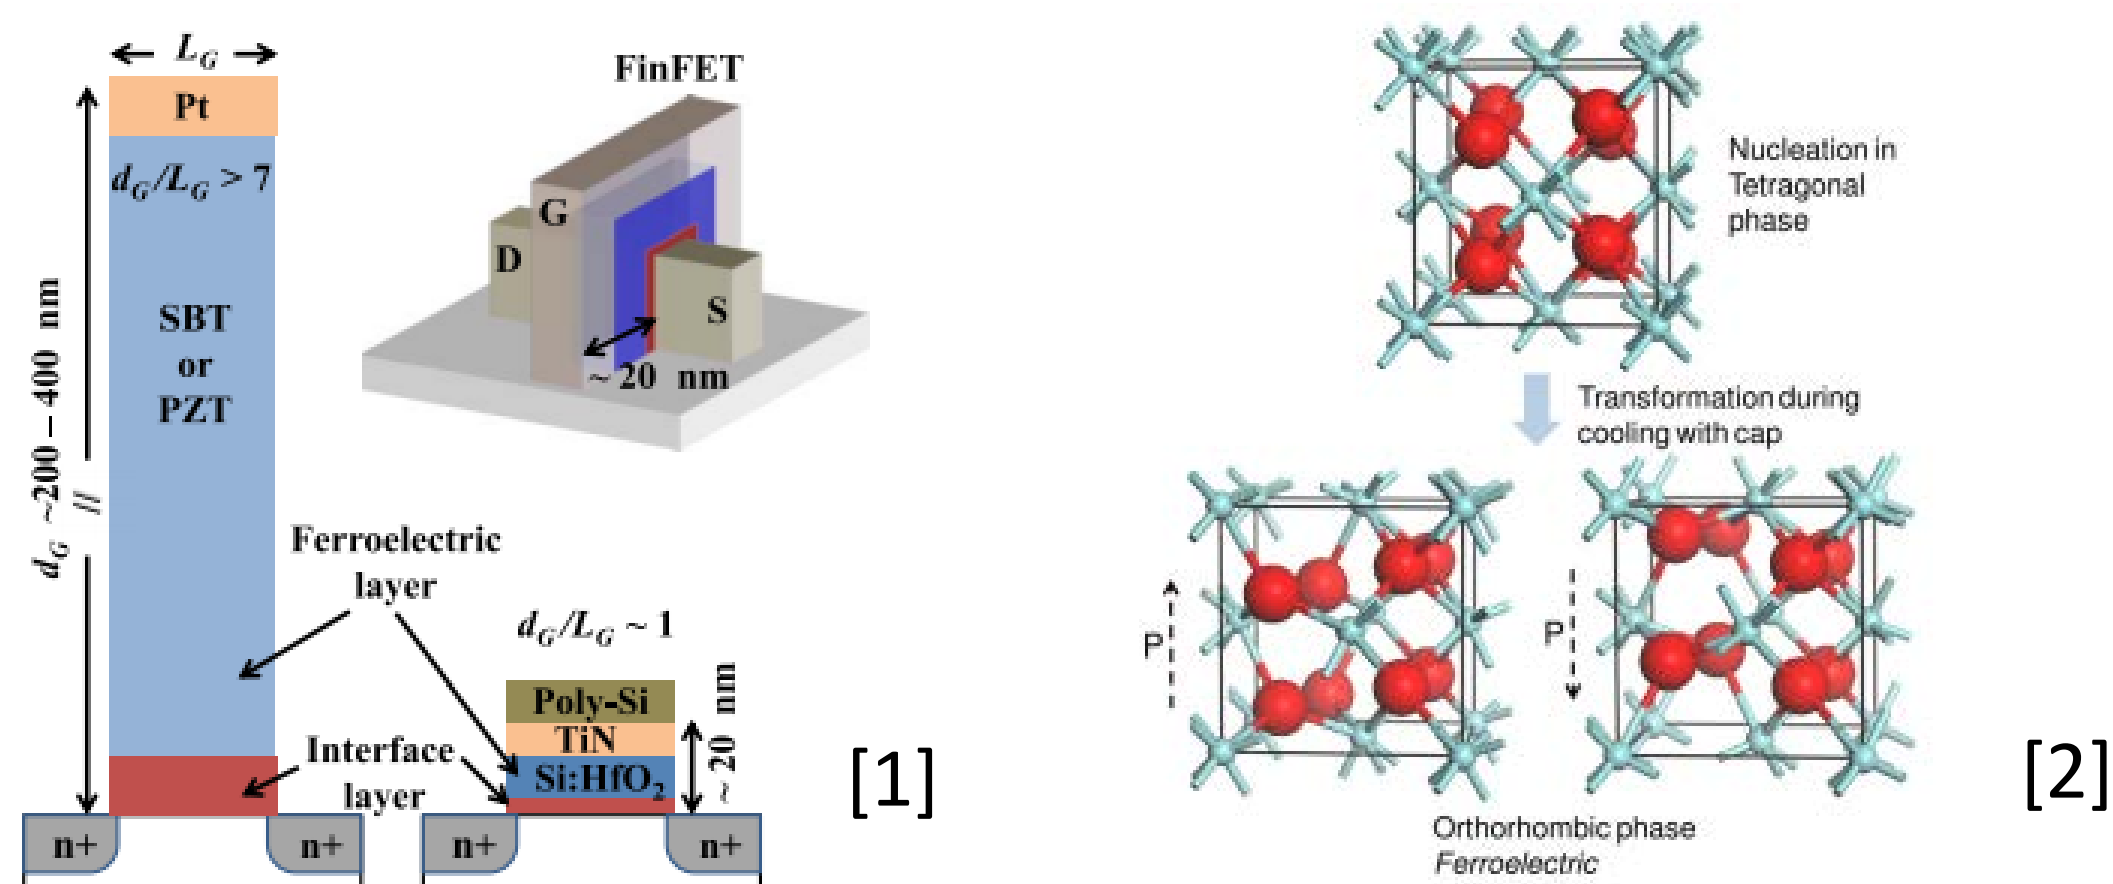 L_G
Pt
d_G/L_G > 7
SBT
or
PZT
d_G ~200 – 400 nm
FinFET
G
D
S
~ 20 nm
Ferroelectric
layer
d_G/L_G ~ 1
Poly-Si
TiN
Si:HfO₂
~ 20 nm
Interface
layer
n+
n+
n+
n+
[1]
Nucleation in
Tetragonal
phase
Transformation during
cooling with cap
P
P
Orthorhombic phase
Ferroelectric
[2]